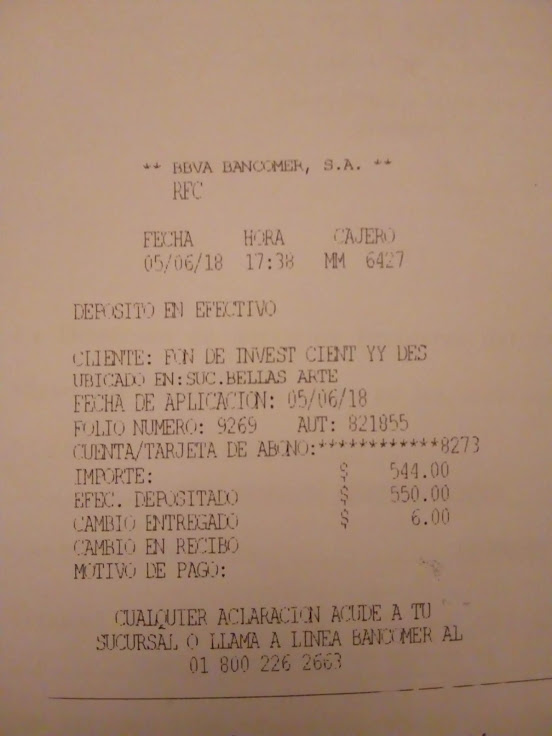 ** BBVA BANCOMER, S.A. **
RFC
FECHA HORA CAJERO
05/06/18 17:38 MM 6427
DEPOSITO EN EFECTIVO
CLIENTE: FON DE INVEST CIENT YY DES
UBICADO EN:SUC.BELLAS ARTE
FECHA DE APLICACION: 05/06/18
FOLIO NUMERO: 9269 AUT: 821855
CUENTA/TARJETA DE ABONO:************8273
IMPORTE: $ 544.00
EFEC. DEPOSITADO $ 550.00
CAMBIO ENTREGADO $ 6.00
CAMBIO EN RECIBO
MOTIVO DE PAGO:
CUALQUIER ACLARACION ACUDE A TU
SUCURSAL O LLAMA A LINEA BANCOMER AL
01 800 226 2663